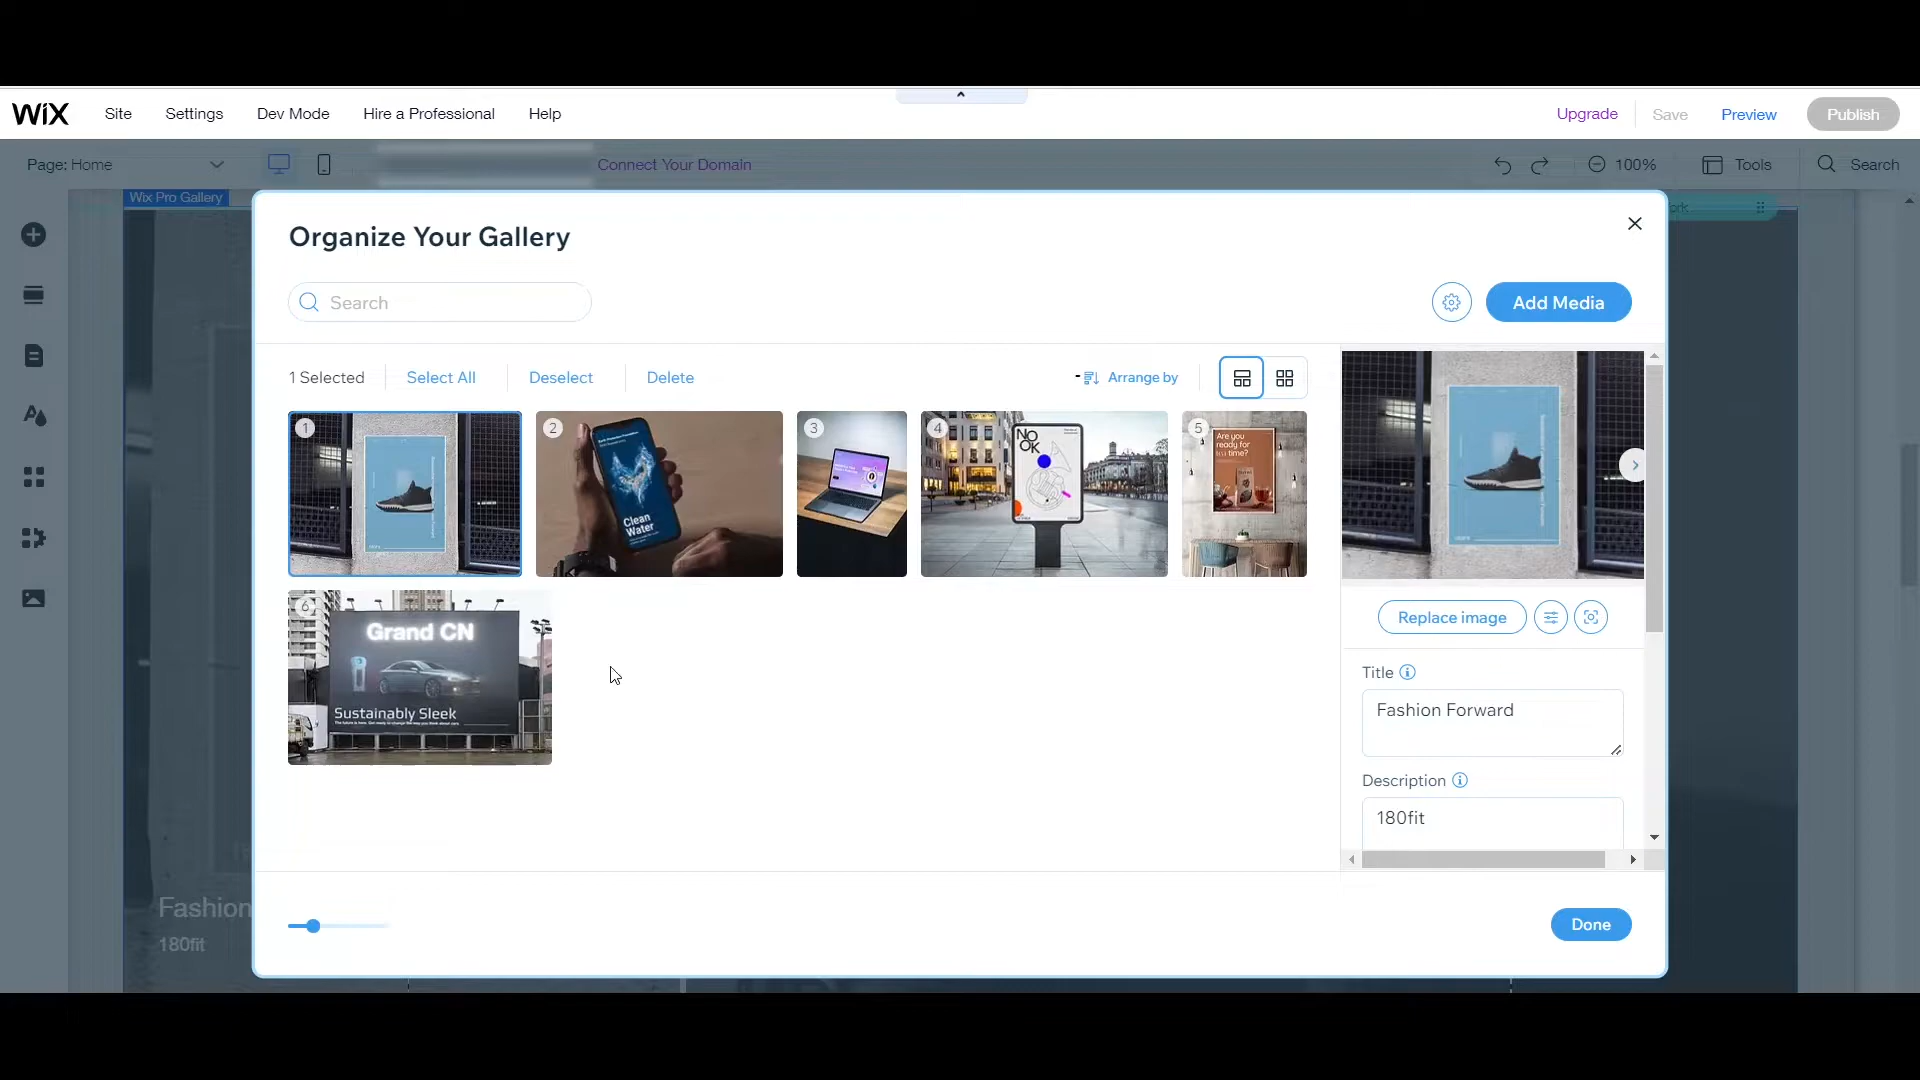 WiX Site Settings Dev Mode Hire a Professional Help Upgrade Save Preview Publish
Page: Home Connect Your Domain 100% Tools Search
Wix Pro Gallery
Organize Your Gallery
Search Add Media
1 Selected Select All Deselect Delete Arrange by
1 2 3 4 5
NO
OK
Are you
ready for
tea time?
Clean
Water
Replace image
6
Grand CN
Sustainably Sleek
Title
Fashion Forward
Description
180fit
Fashion
180fit
Done